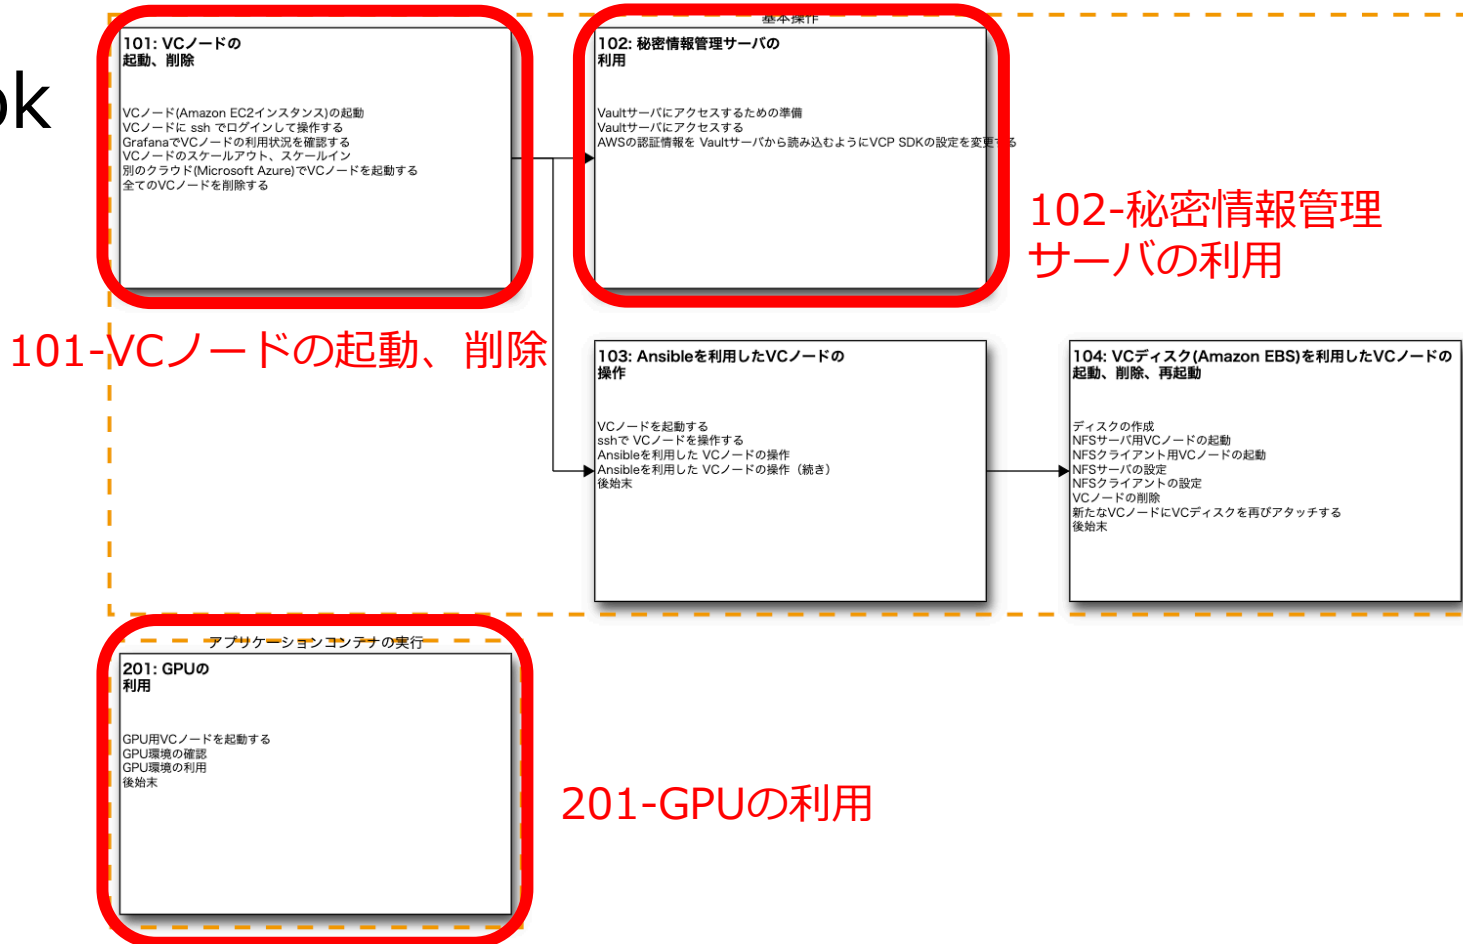 ok
基本操作
101: VCノードの
起動、削除
VCノード(Amazon EC2インスタンス)の起動
VCノードに ssh でログインして操作する
GrafanaでVCノードの利用状況を確認する
VCノードのスケールアウト、スケールイン
別のクラウド(Microsoft Azure)でVCノードを起動する
全てのVCノードを削除する
102: 秘密情報管理サーバの
利用
Vaultサーバにアクセスするための準備
Vaultサーバにアクセスする
AWSの認証情報を Vaultサーバから読み込むようにVCP SDKの設定を変更する
102-秘密情報管理
サーバの利用
101-VCノードの起動、削除
103: Ansibleを利用したVCノードの
操作
VCノードを起動する
sshで VCノードを操作する
Ansibleを利用した VCノードの操作
Ansibleを利用した VCノードの操作（続き）
後始末
104: VCディスク(Amazon EBS)を利用したVCノードの
起動、削除、再起動
ディスクの作成
NFSサーバ用VCノードの起動
NFSクライアント用VCノードの起動
NFSサーバの設定
NFSクライアントの設定
VCノードの削除
新たなVCノードにVCディスクを再びアタッチする
後始末
アプリケーションコンテナの実行
201: GPUの
利用
GPU用VCノードを起動する
GPU環境の確認
GPU環境の利用
後始末
201-GPUの利用